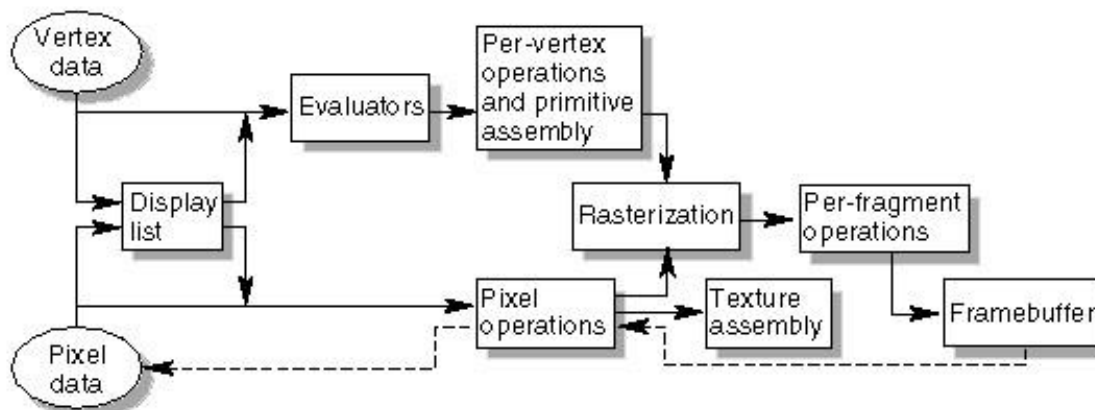 Vertex
data
Evaluators
Per-vertex
operations
and primitive
assembly
Display
list
Rasterization
Per-fragment
operations
Pixel
operations
Texture
assembly
Framebuffer
Pixel
data